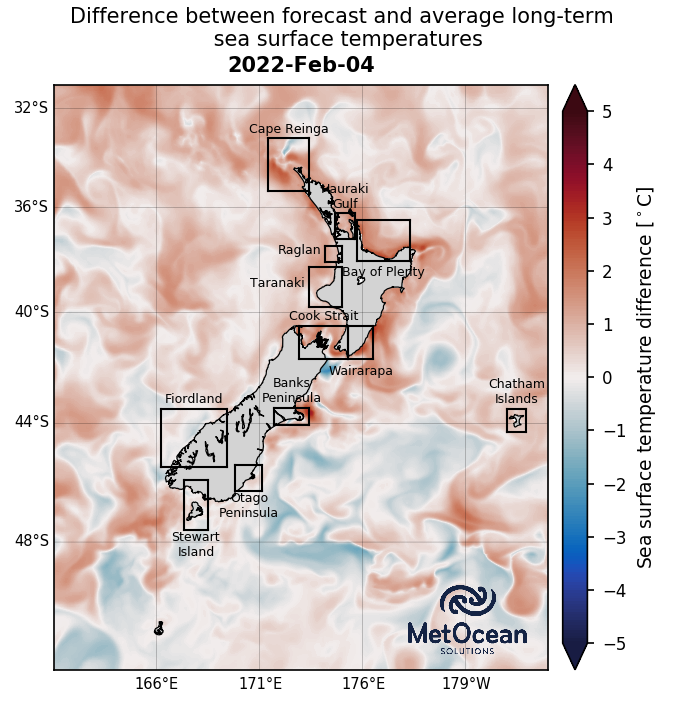 Difference between forecast and average long-term
sea surface temperatures
2022-Feb-04
32°S
36°S
40°S
44°S
48°S
166°E
171°E
176°E
179°W
Cape Reinga
Hauraki
Gulf
Raglan
Bay of Plenty
Taranaki
Cook Strait
Wairarapa
Banks
Peninsula
Fiordland
Chatham
Islands
Otago
Peninsula
Stewart
Island
MetOcean
SOLUTIONS
5
4
3
2
1
0
−1
−2
−3
−4
−5
Sea surface temperature difference [°C]